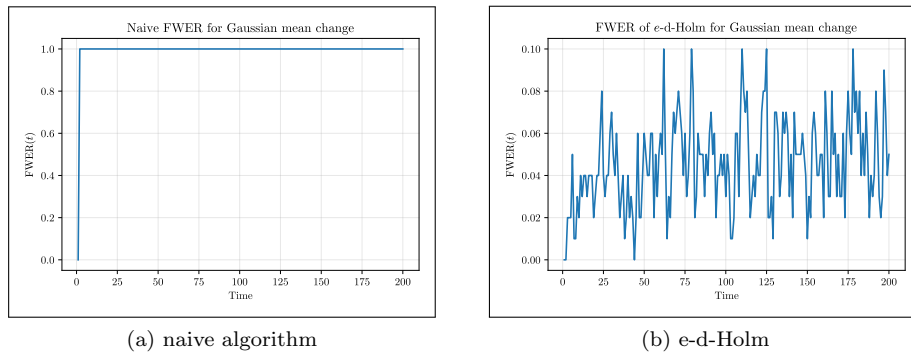 Naive FWER for Gaussian mean change
1.0
0.8
0.6
0.4
0.2
0.0
FWER(t)
0 25 50 75 100 125 150 175 200
Time
(a) naive algorithm
FWER of e-d-Holm for Gaussian mean change
0.10
0.08
0.06
0.04
0.02
0.00
FWER(t)
0 25 50 75 100 125 150 175 200
Time
(b) e-d-Holm